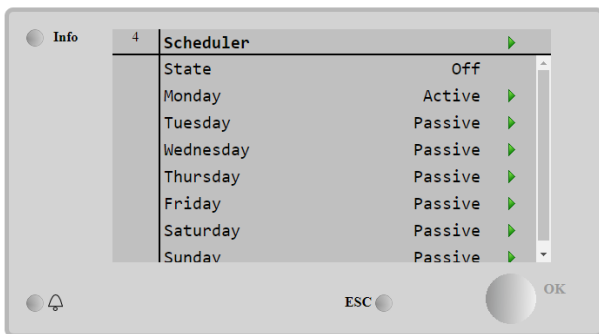 Info
4 Scheduler
State Off
Monday Active
Tuesday Passive
Wednesday Passive
Thursday Passive
Friday Passive
Saturday Passive
Sunday Passive
ESC
OK